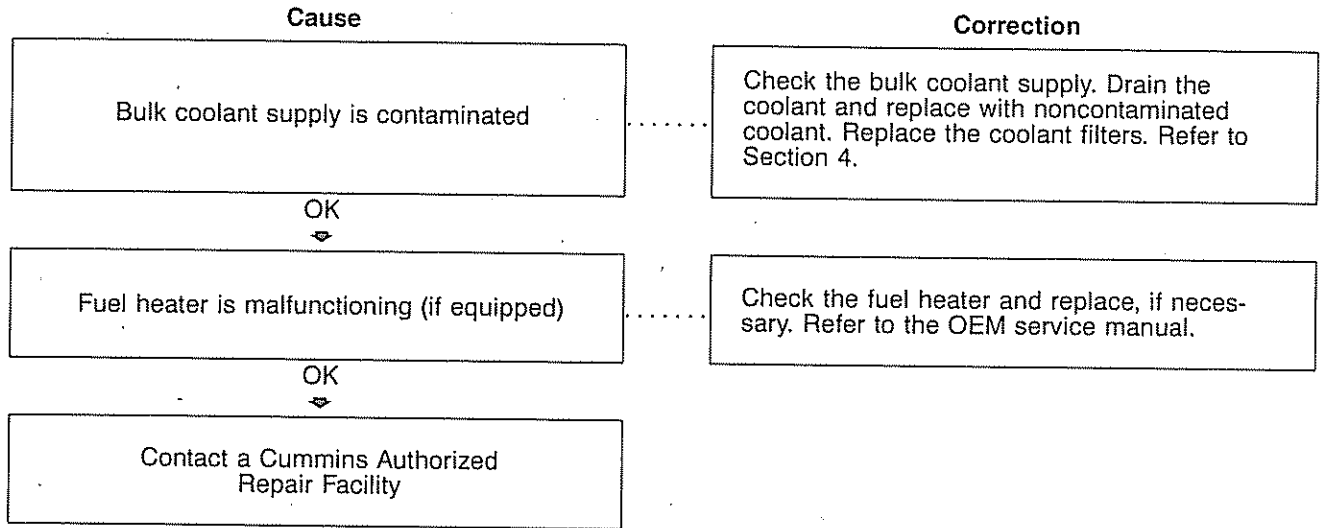 Cause
Correction
Bulk coolant supply is contaminated
Check the bulk coolant supply. Drain the
coolant and replace with noncontaminated
coolant. Replace the coolant filters. Refer to
Section 4.
OK
Fuel heater is malfunctioning (if equipped)
Check the fuel heater and replace, if neces-
sary. Refer to the OEM service manual.
OK
Contact a Cummins Authorized
Repair Facility